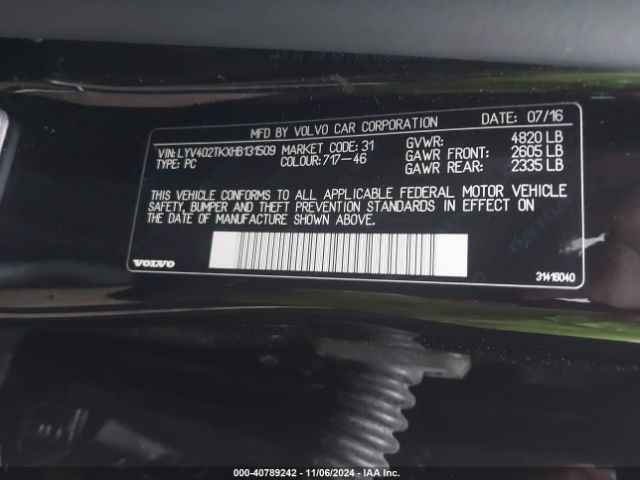 MFD BY VOLVO CAR CORPORATION DATE: 07/16
VIN: LYV402TKXHB131509 MARKET CODE: 31 GVWR: 4820 LB
TYPE: PC COLOUR: 717-46 GAWR FRONT: 2605 LB
GAWR REAR: 2335 LB
THIS VEHICLE CONFORMS TO ALL APPLICABLE FEDERAL MOTOR VEHICLE
SAFETY, BUMPER AND THEFT PREVENTION STANDARDS IN EFFECT ON
THE DATE OF MANUFACTURE SHOWN ABOVE.
VOLVO 31416040
000-40789242 - 11/06/2024 - IAA Inc.